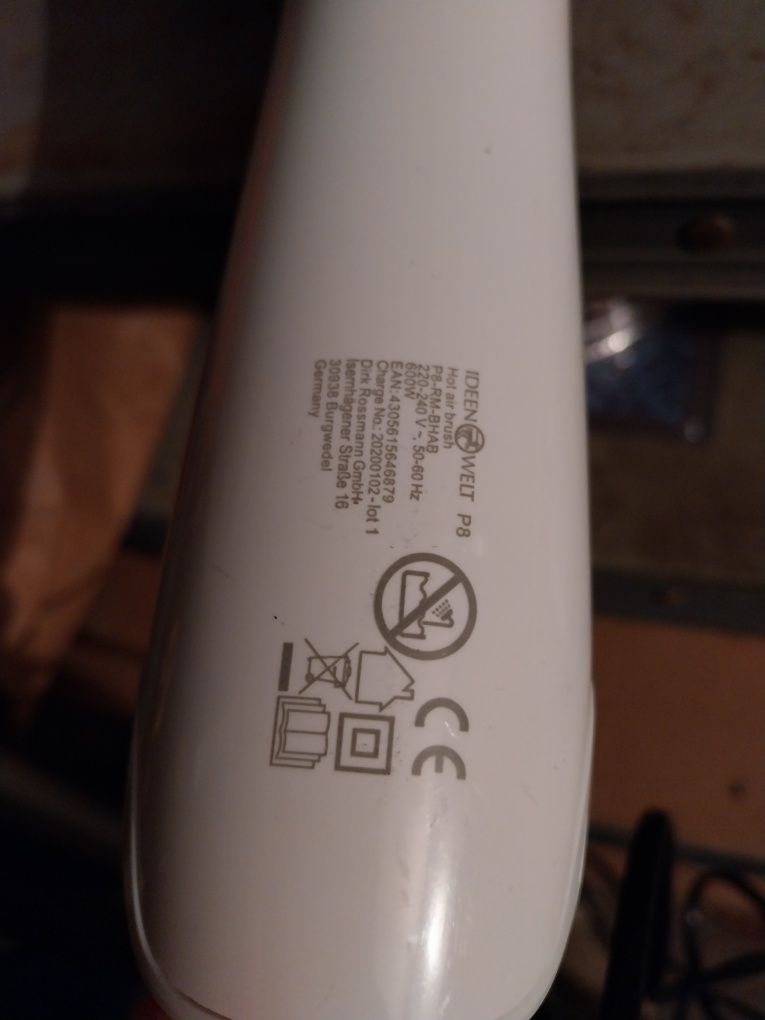 IDEEN WELT P8
Hot air brush
P8-RM-BHAB
220-240 V ~, 50-60 Hz
600W
EAN: 4305615646879
Charge No.: 20200102 - lot 1
Dirk Rossmann GmbH,
Isernhagener Straße 16
30938 Burgwedel
Germany
CE